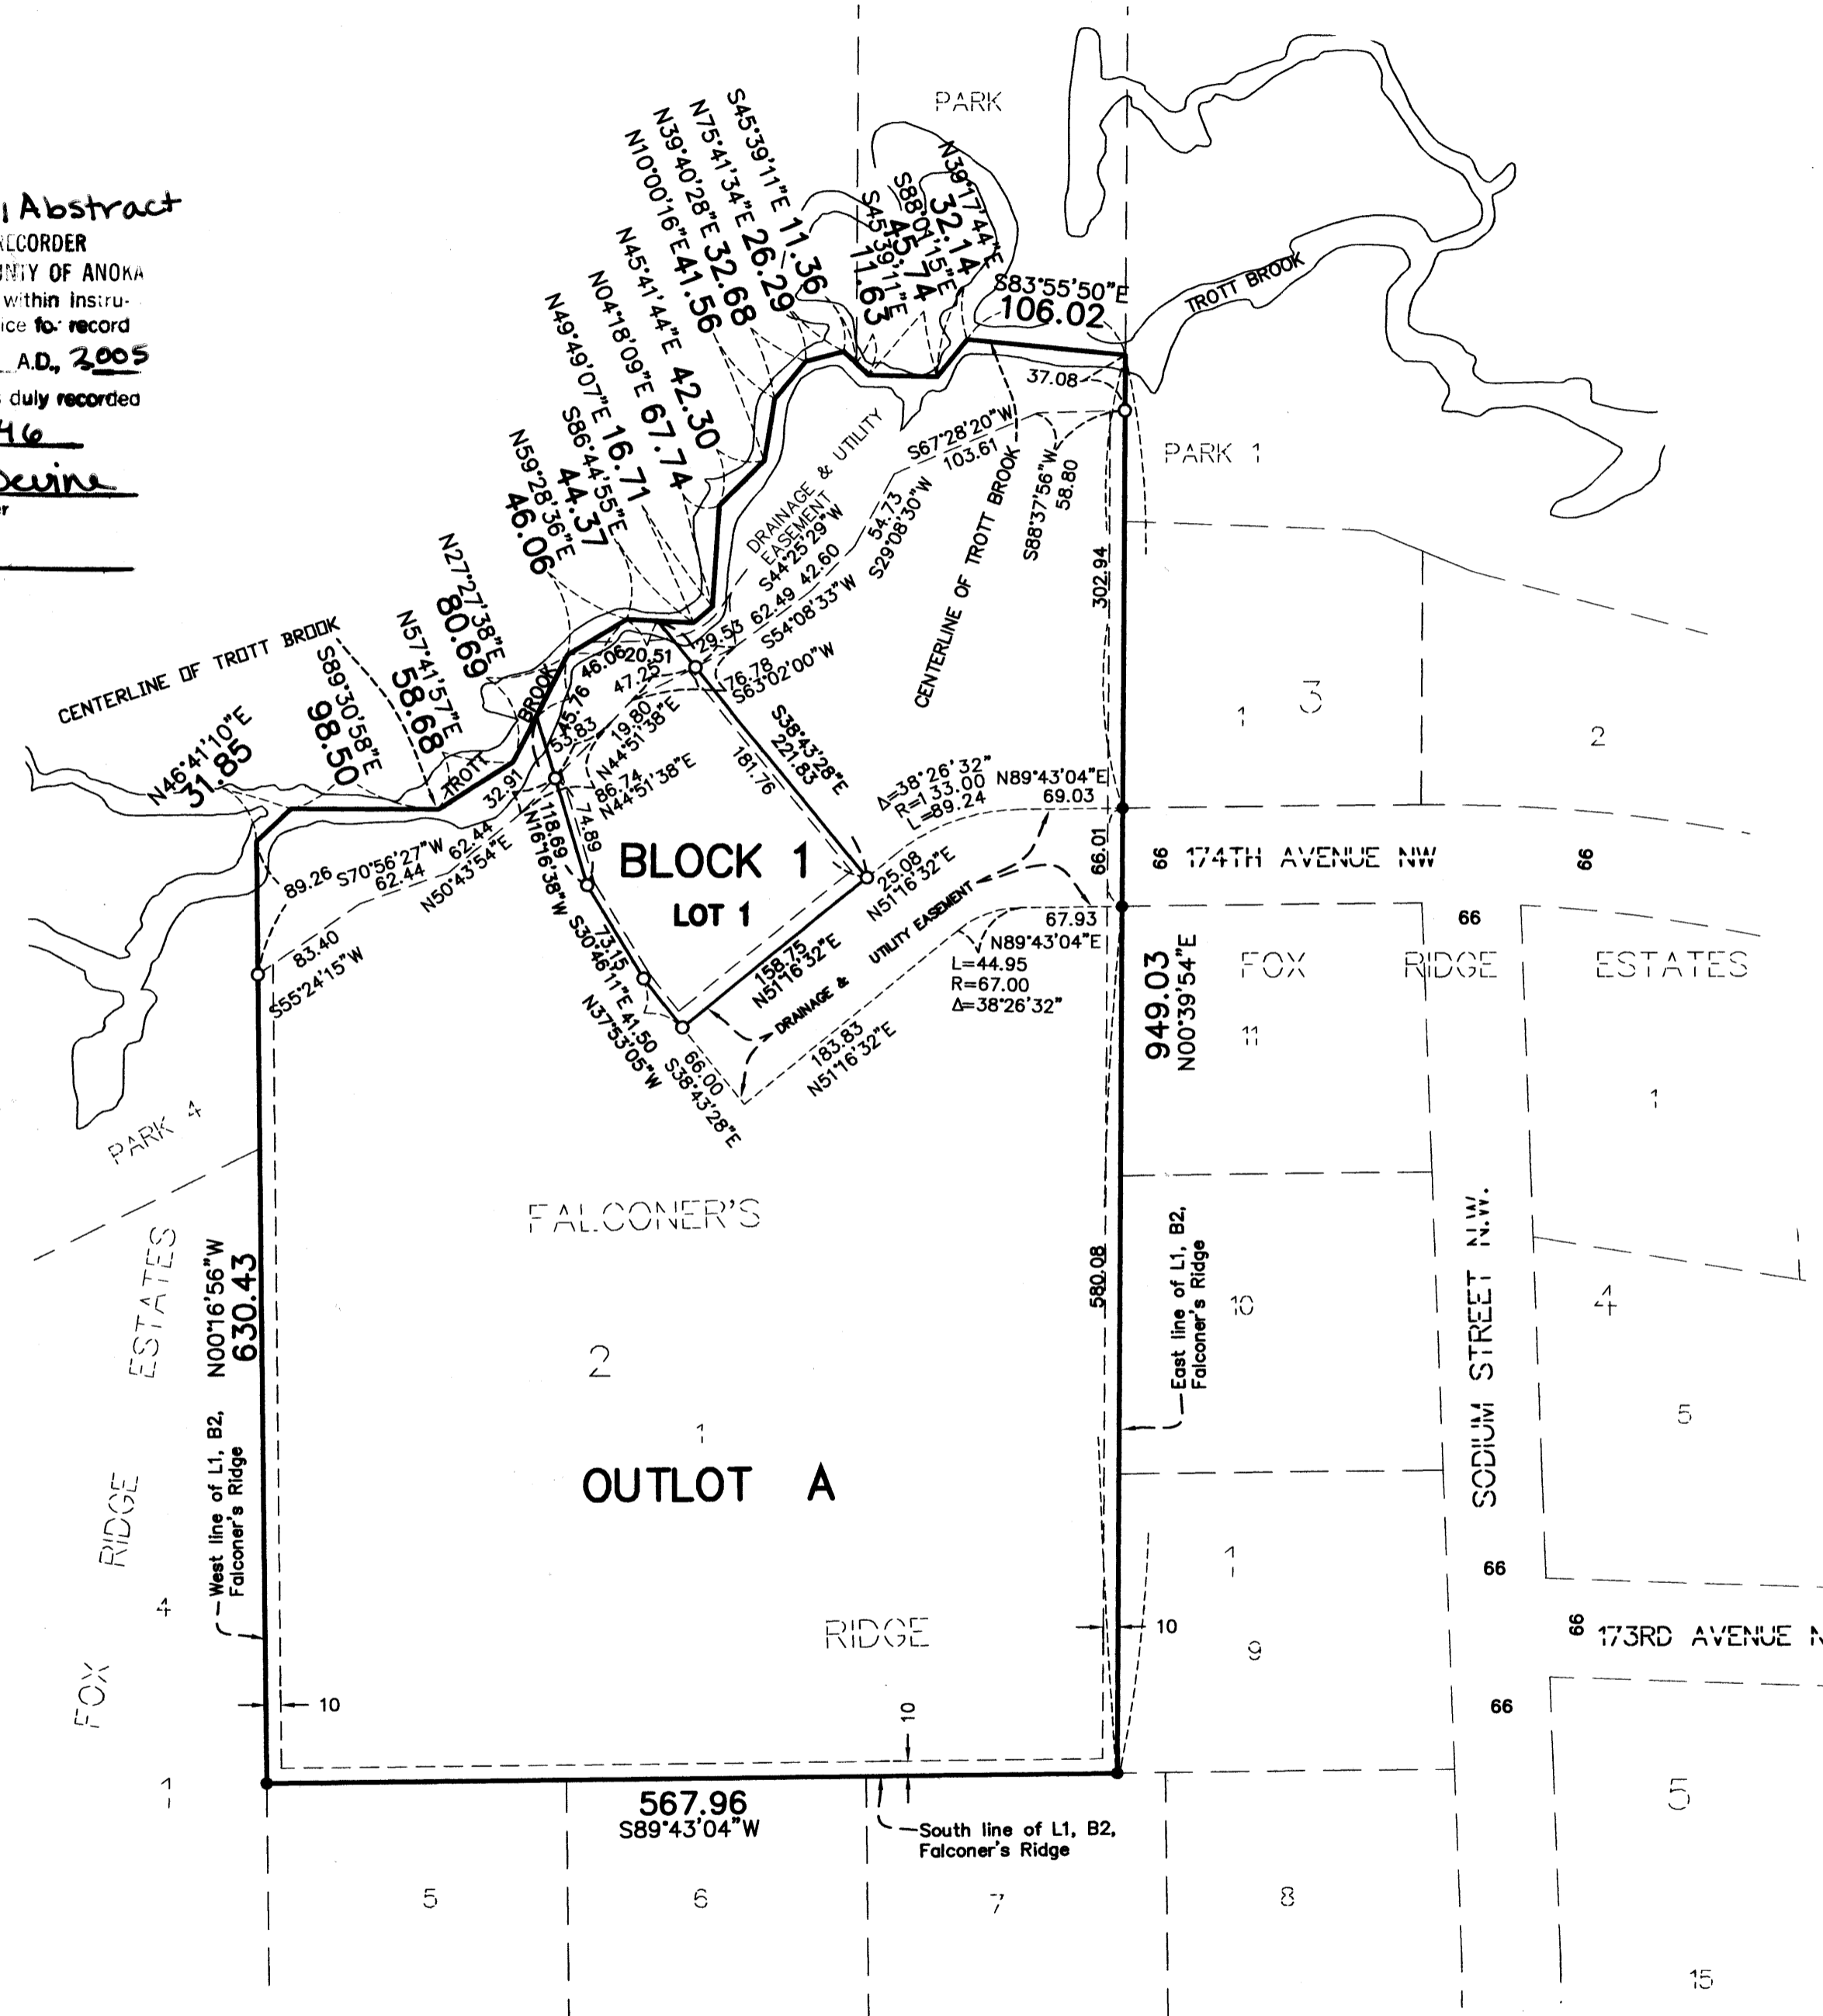 Abstract
RECORDER
UNTY OF ANOKA
within Instru-
ice for record
A.D., 2005
duly recorded
46
Devine
PARK
S45°39'11"E 11.36
N75°41'34"E 26.29
N39°40'28"E 32.68
N10°00'16"E 41.56
N45°41'44"E 42.30
N04°18'09"E 67.74
N49°49'07"E 16.71
S86°44'55"E
44.37
N59°28'36"E
46.06
N27°27'38"E
80.69
N57°41'57"E
58.68
S89°30'58"E
98.50
N46°41'10"E
31.85
N39°17'44"E
32.14
S88°01'15"E
45.74
S45°39'11"E
11.63
S83°55'50"E
106.02
TROTT BROOK
37.08
PARK 1
S67°28'20"W
103.61
S88°37'56"W
58.80
54.73
S29°08'30"W
DRAINAGE & UTILITY
EASEMENT
S44°25'29"W
42.60
62.49
S54°08'33"W
29.53
76.78
S63°02'00"W
CENTERLINE OF TROTT BROOK
302.94
CENTERLINE OF TROTT BROOK
TROTT
BROOK
46.06
20.51
47.25
45.76
53.83
19.80
N44°51'38"E
86.74
N44°51'38"E
32.91
62.44
N50°43'54"E
89.26
S70°56'27"W
62.44
83.40
S55°24'15"W
118.69
N16°16'38"W
74.89
S38°43'28"E
221.83
181.76
BLOCK 1
LOT 1
73.15
S30°46'11"E
41.50
N37°53'05"W
158.75
N51°16'32"E
Δ=38°26'32"
R=133.00
L=89.24
N89°43'04"E
69.03
25.08
N51°16'32"E
66.01
DRAINAGE &
UTILITY EASEMENT
67.93
N89°43'04"E
L=44.95
R=67.00
Δ=38°26'32"
183.83
N51°16'32"E
66.00
S38°43'28"E
3
1
2
66
174TH AVENUE NW
66
66
FOX RIDGE ESTATES
11
1
949.03
N00°39'54"E
PARK 4
FALCONER'S
2
1
OUTLOT A
RIDGE
580.08
East line of L1, B2,
Falconer's Ridge
10
4
5
SODIUM STREET N.W.
1
9
66
66
173RD AVENUE N
66
N00°16'56"W
630.43
West line of L1, B2,
Falconer's Ridge
FOX RIDGE ESTATES
4
1
10
10
10
567.96
S89°43'04"W
South line of L1, B2,
Falconer's Ridge
5
6
7
8
5
15